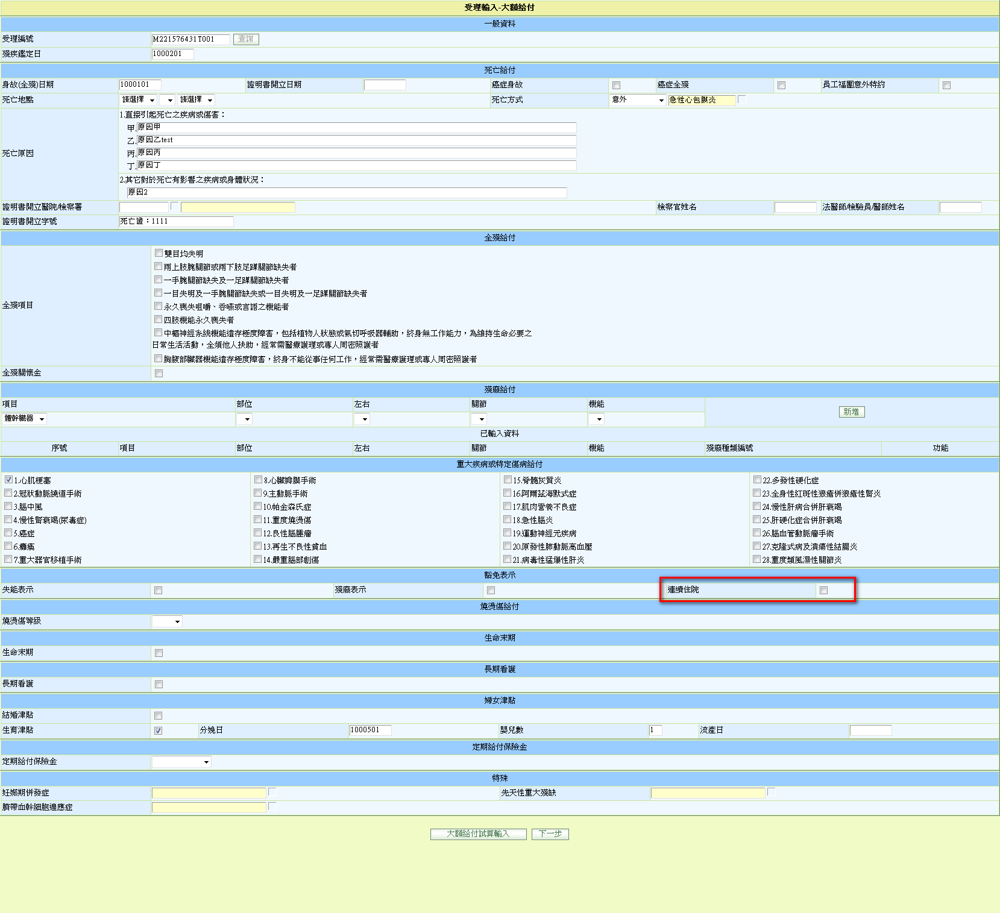 受理輸入-大額給付
一般資料
受理編號 M221576431T001 查詢
殘疾鑑定日 1000201
死亡給付
身故(全殘)日期 1000101 證明書開立日期 癌症身故 癌症全殘 員工福團意外特約
死亡地點 請選擇 請選擇 死亡方式 意外 急性心包膜炎
死亡原因
1.直接引起死亡之疾病或傷害：
甲.原因甲
乙.原因乙test
丙.原因丙
丁.原因丁
2.其它對於死亡有影響之疾病或身體狀況：
原因2
證明書開立醫院/檢察署 檢察官姓名 法醫師/檢驗員/醫師姓名
證明書開立字號 死亡證：1111
全殘給付
全殘項目
雙目均失明
兩上肢腕關節或兩下肢足踝關節缺失者
一手腕關節缺失及一足踝關節缺失者
一目失明及一手腕關節缺失或一目失明及一足踝關節缺失者
永久喪失咀嚼、吞嚥或言語之機能者
四肢機能永久喪失者
中樞神經系統機能遺存極度障害，包括植物人狀態或氣切呼吸器輔助，終身無工作能力，為維持生命必要之
日常生活活動，全須他人扶助，經常需醫療護理或專人周密照護者
胸腹部臟器機能遺存極度障害，終身不能從事任何工作，經常需醫療護理或專人周密照護者
全殘關懷金
殘廢給付
項目 部位 左右 關節 機能
體幹臟器 新增
已輸入資料
序號 項目 部位 左右 關節 機能 殘廢種類編號 功能
重大疾病或特定傷病給付
1.心肌梗塞 8.心臟瓣膜手術 15.脊髓灰質炎 22.多發性硬化症
2.冠狀動脈繞道手術 9.主動脈手術 16.阿爾茲海默式症 23.全身性紅斑性狼瘡併狼瘡性腎炎
3.腦中風 10.帕金森氏症 17.肌肉營養不良症 24.慢性肝病合併肝衰竭
4.慢性腎衰竭(尿毒症) 11.重度燒燙傷 18.急性腦炎 25.肝硬化症合併肝衰竭
5.癌症 12.良性腦腫瘤 19.運動神經元疾病 26.腦血管動脈瘤手術
6.癱瘓 13.再生不良性貧血 20.原發性肺動脈高血壓 27.克隆式病及潰瘍性結腸炎
7.重大器官移植手術 14.嚴重腦部創傷 21.病毒性猛爆性肝炎 28.重度類風濕性關節炎
豁免表示
失能表示 殘廢表示 連續住院
燒燙傷給付
燒燙傷等級
生命末期
生命末期
長期看護
長期看護
婦女津貼
結婚津貼
生育津貼 分娩日 1000501 嬰兒數 1 流產日
定期給付保險金
定期給付保險金
特殊
妊娠期併發症 先天性重大殘缺
臍帶血幹細胞適應症
大額給付試算輸入 下一步